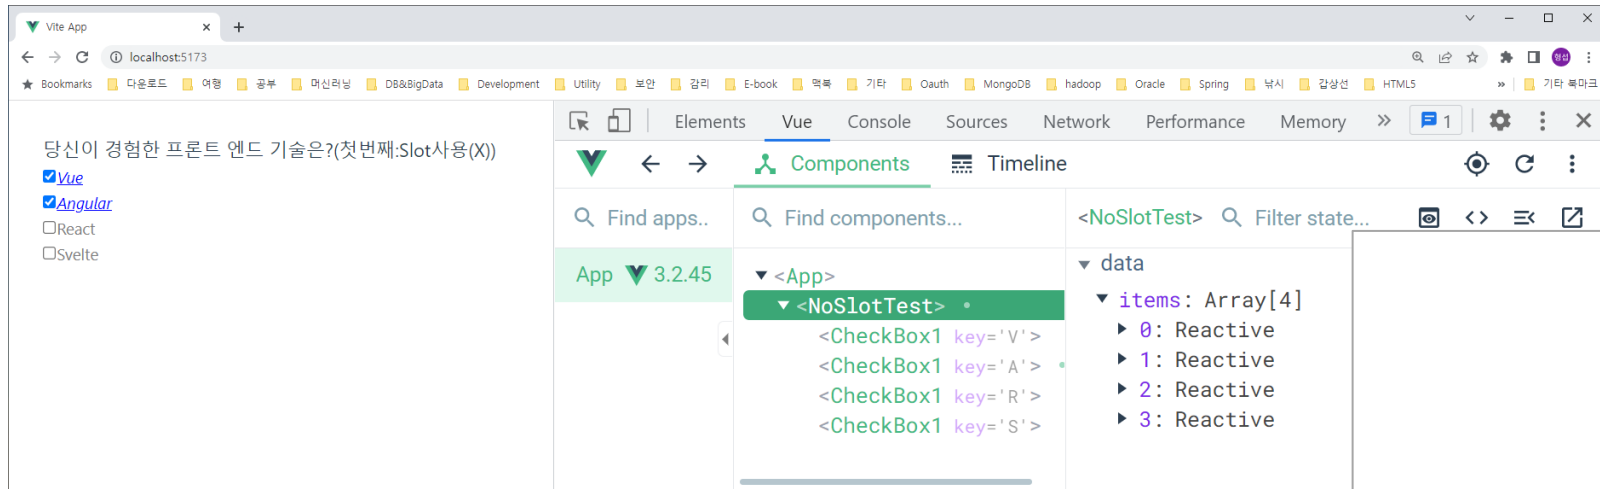 Vite App
localhost:5173
형섭
Bookmarks 다운로드 여행 공부 머신러닝 DB&BigData Development Utility 보안 감리 E-book 맥북 기타 Oauth MongoDB hadoop Oracle Spring 낚시 갑상선 HTML5 » 기타 북마크
당신이 경험한 프론트 엔드 기술은?(첫번째:Slot사용(X))
Vue
Angular
React
Svelte
Elements Vue Console Sources Network Performance Memory » 1
Components Timeline
Find apps..
App 3.2.45
Find components...
<App>
<NoSlotTest>
<CheckBox1 key='V'>
<CheckBox1 key='A'>
<CheckBox1 key='R'>
<CheckBox1 key='S'>
<NoSlotTest> Filter state...
data
items: Array[4]
0: Reactive
1: Reactive
2: Reactive
3: Reactive